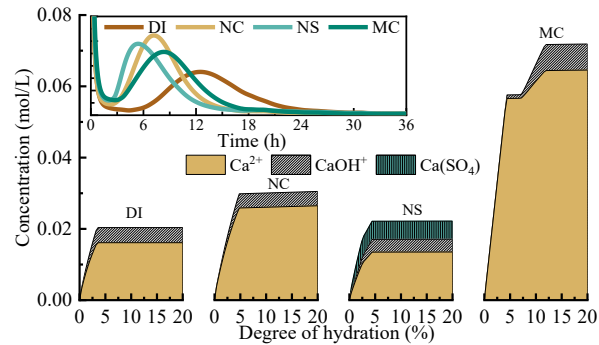 DI NC NS MC
0 6 12 18 24 30 36
Time (h)
Ca²⁺ CaOH⁺ Ca(SO₄)
Concentration (mol/L)
0.08
0.06
0.04
0.02
0.00
DI
NC
NS
MC
0 5 10 15 20 0 5 10 15 20 0 5 10 15 20 0 5 10 15 20
Degree of hydration (%)